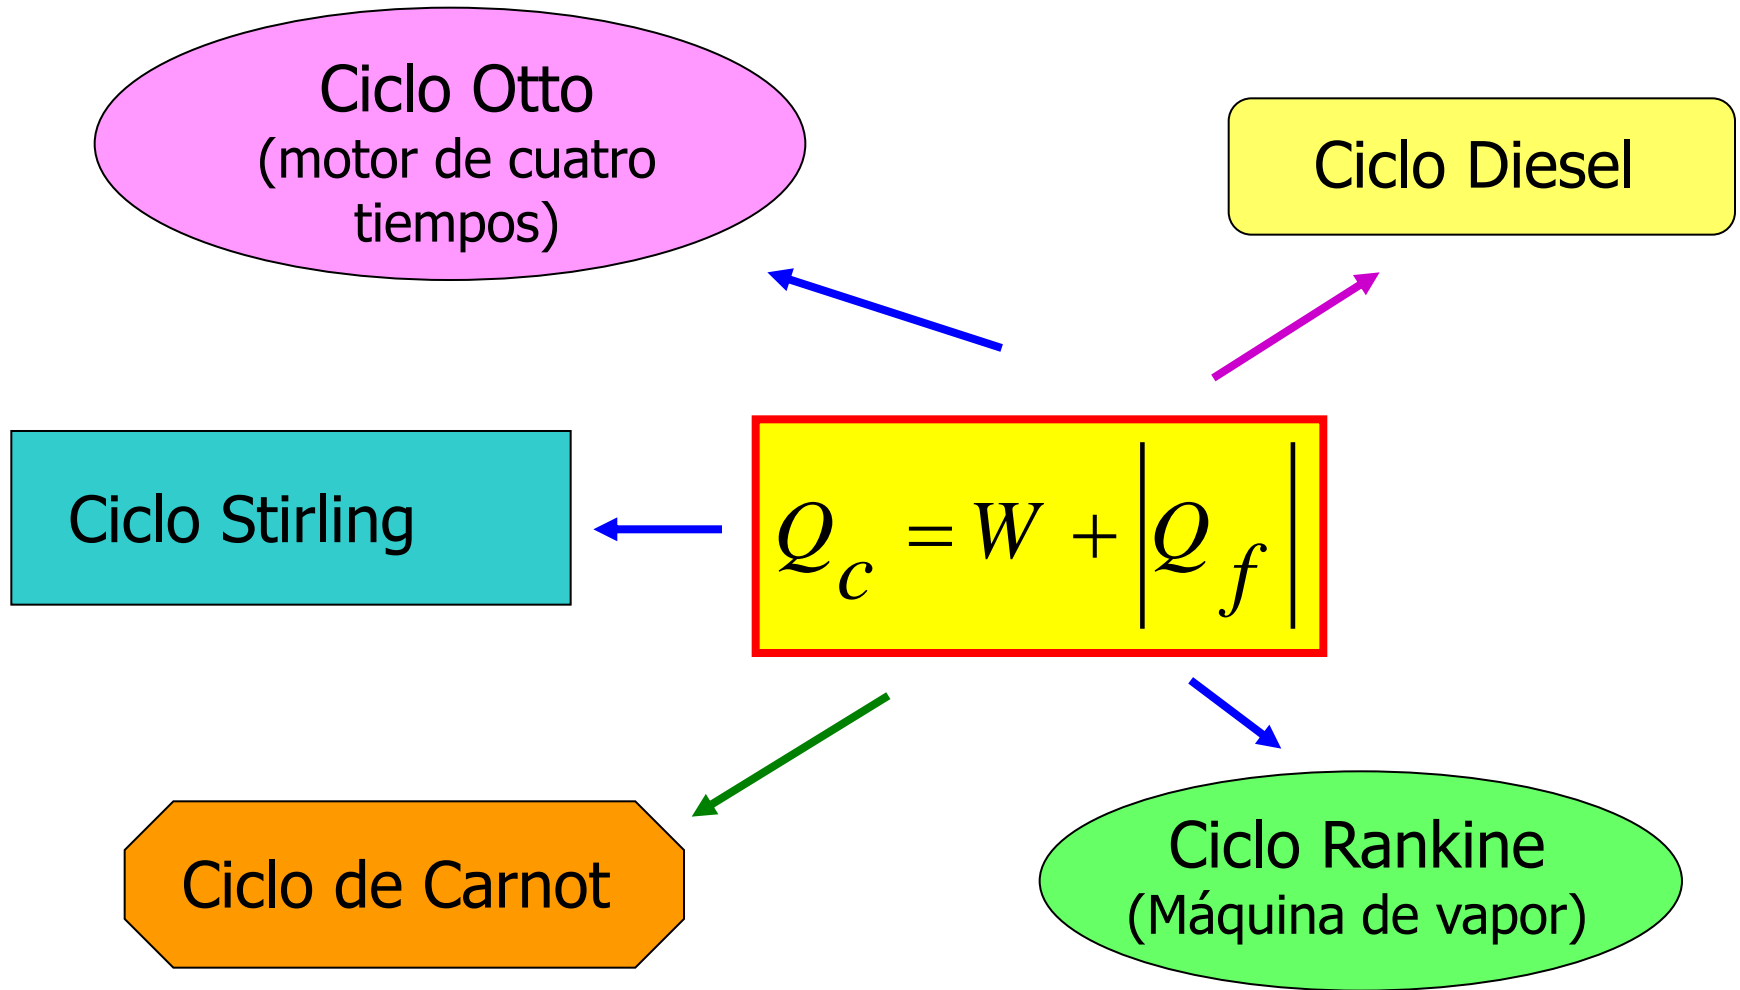 Ciclo Otto
(motor de cuatro
tiempos)
Ciclo Diesel
Ciclo Stirling
Q_c = W + |Q_f|
Ciclo de Carnot
Ciclo Rankine
(Máquina de vapor)